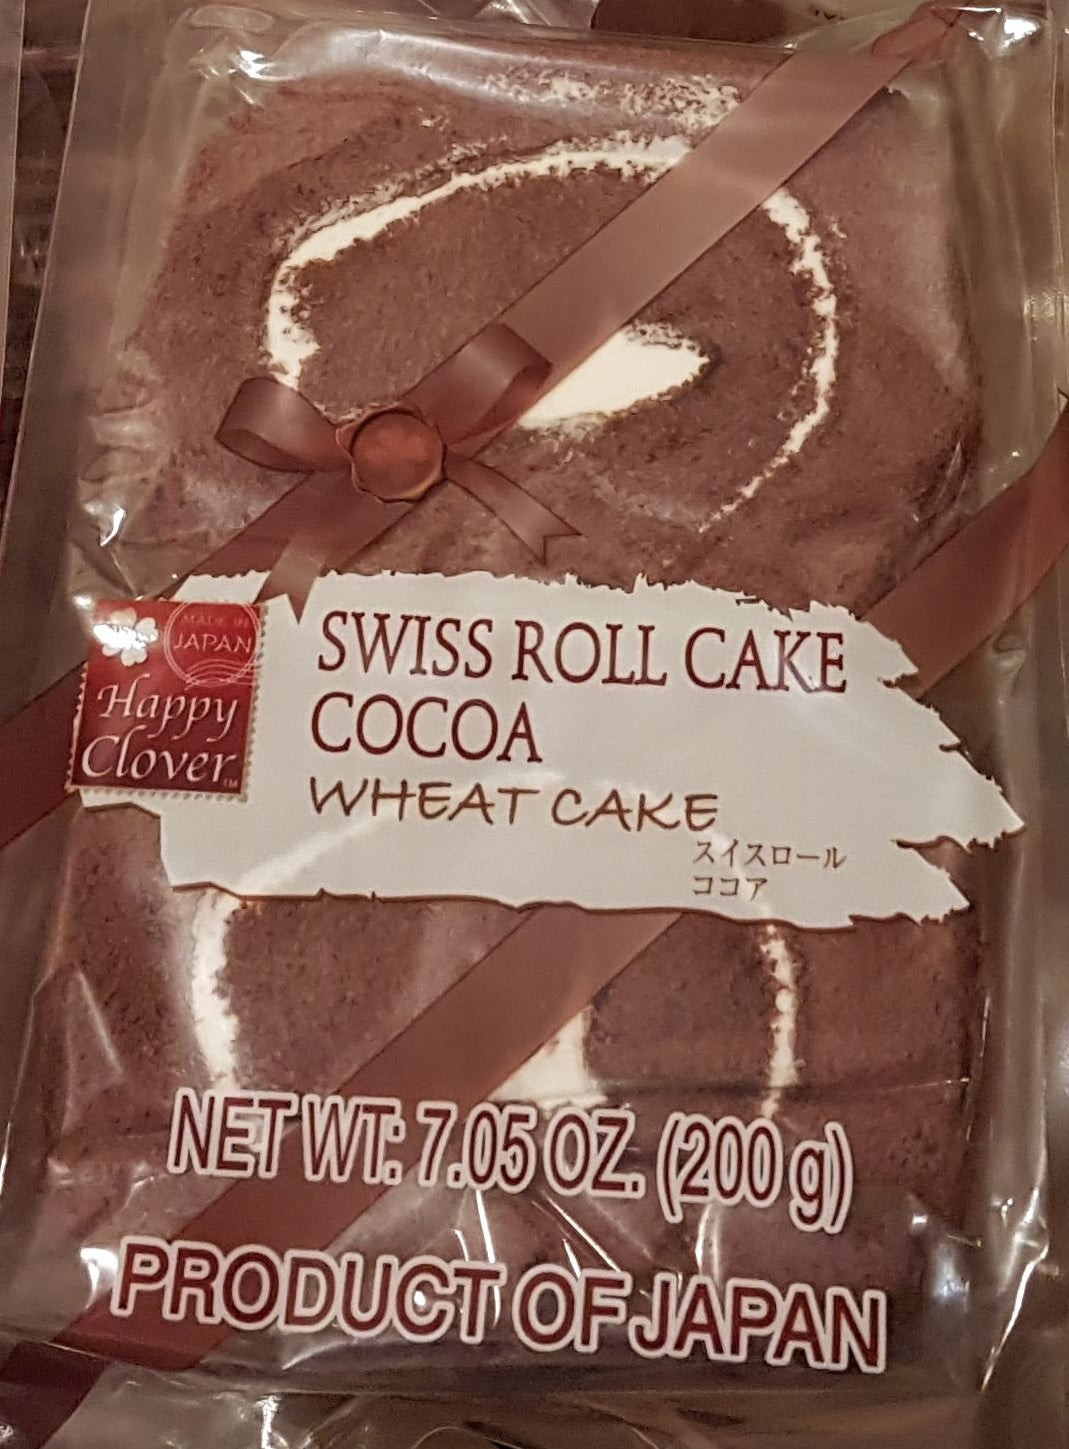 MADE IN
JAPAN
Happy
Clover™
SWISS ROLL CAKE
COCOA
WHEAT CAKE
スイスロール
ココア
NET WT: 7.05 OZ. (200 g)
PRODUCT OF JAPAN